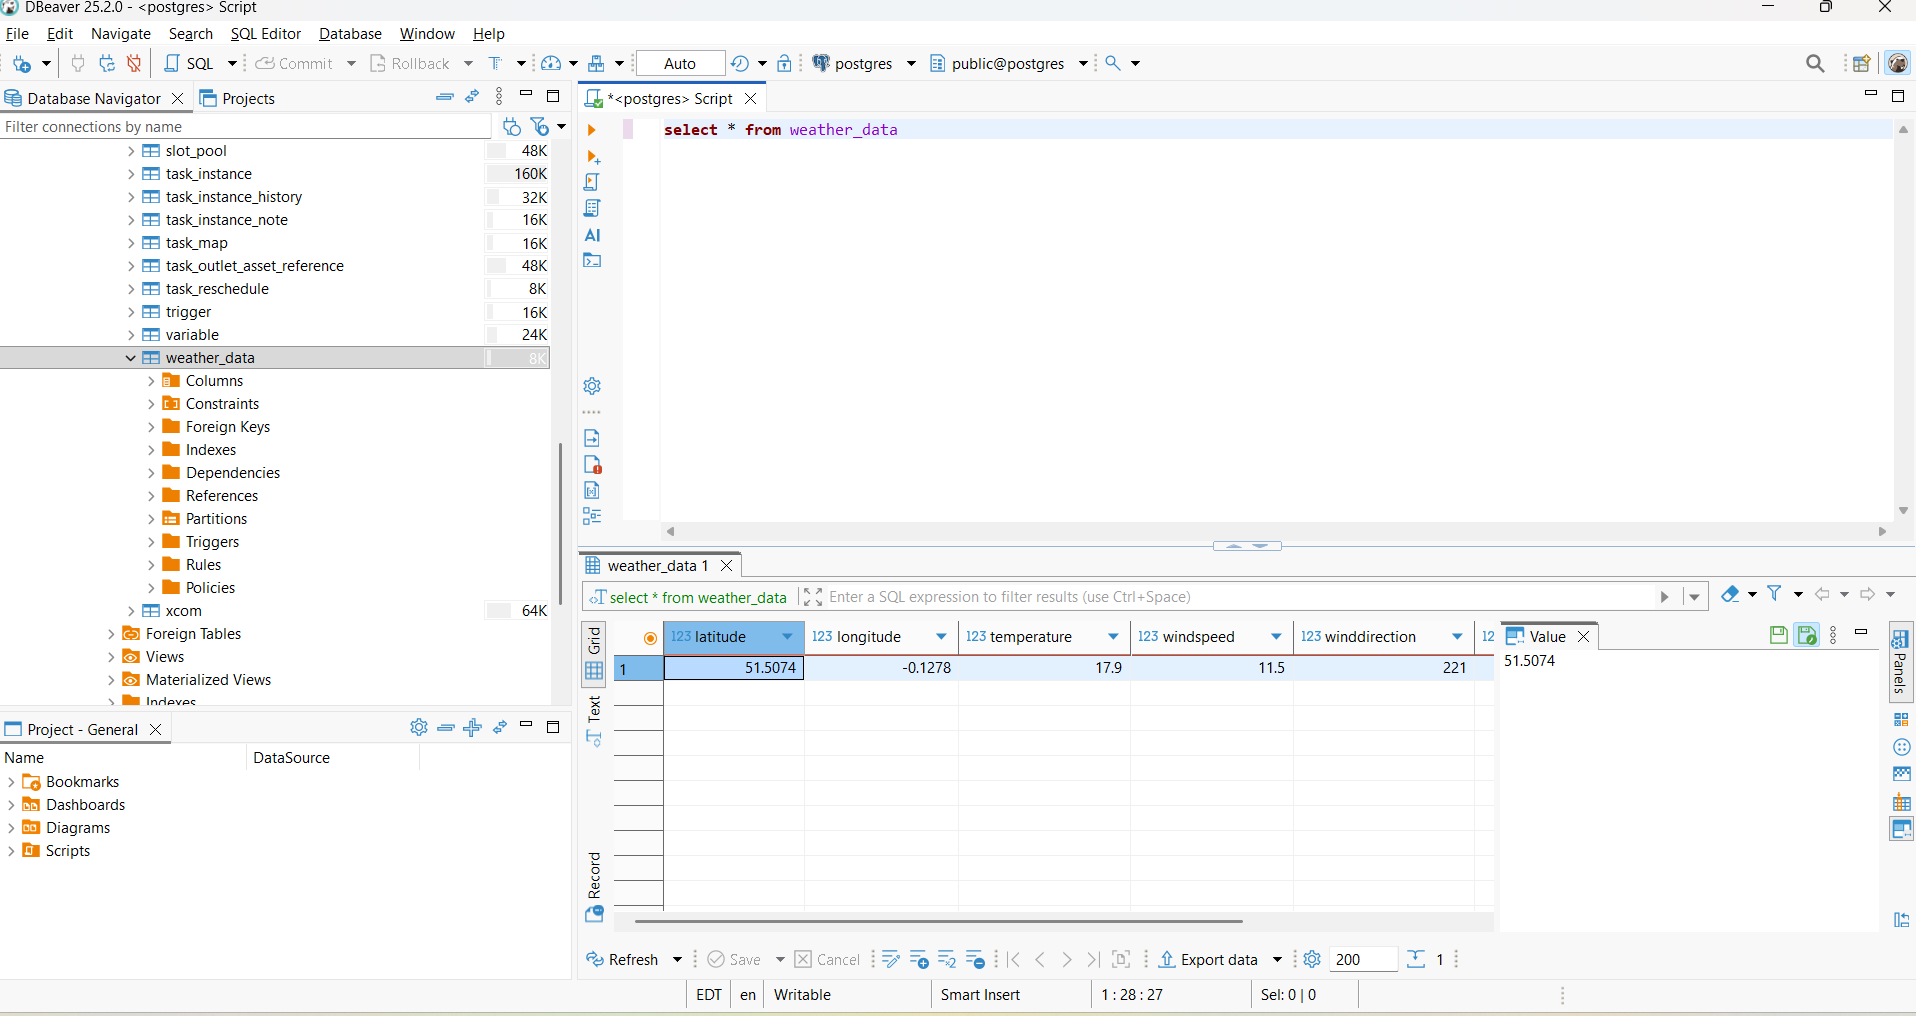 DBeaver 25.2.0 - <postgres> Script
File Edit Navigate Search SQL Editor Database Window Help
SQL Commit Rollback T Auto postgres public@postgres
Database Navigator Projects
Filter connections by name
slot_pool 48K
task_instance 160K
task_instance_history 32K
task_instance_note 16K
task_map 16K
task_outlet_asset_reference 48K
task_reschedule 8K
trigger 16K
variable 24K
weather_data 8K
Columns
Constraints
Foreign Keys
Indexes
Dependencies
References
Partitions
Triggers
Rules
Policies
xcom 64K
Foreign Tables
Views
Materialized Views
Indexes
Project - General
Name DataSource
Bookmarks
Dashboards
Diagrams
Scripts
*<postgres> Script
select * from weather_data
AI
weather_data 1
select * from weather_data Enter a SQL expression to filter results (use Ctrl+Space)
Grid
Text
Record
123 latitude 123 longitude 123 temperature 123 windspeed 123 winddirection 12
1 51.5074 -0.1278 17.9 11.5 221
Value
51.5074
Panels
Refresh Save Cancel Export data 200 1
EDT en Writable Smart Insert 1 : 28 : 27 Sel: 0 | 0